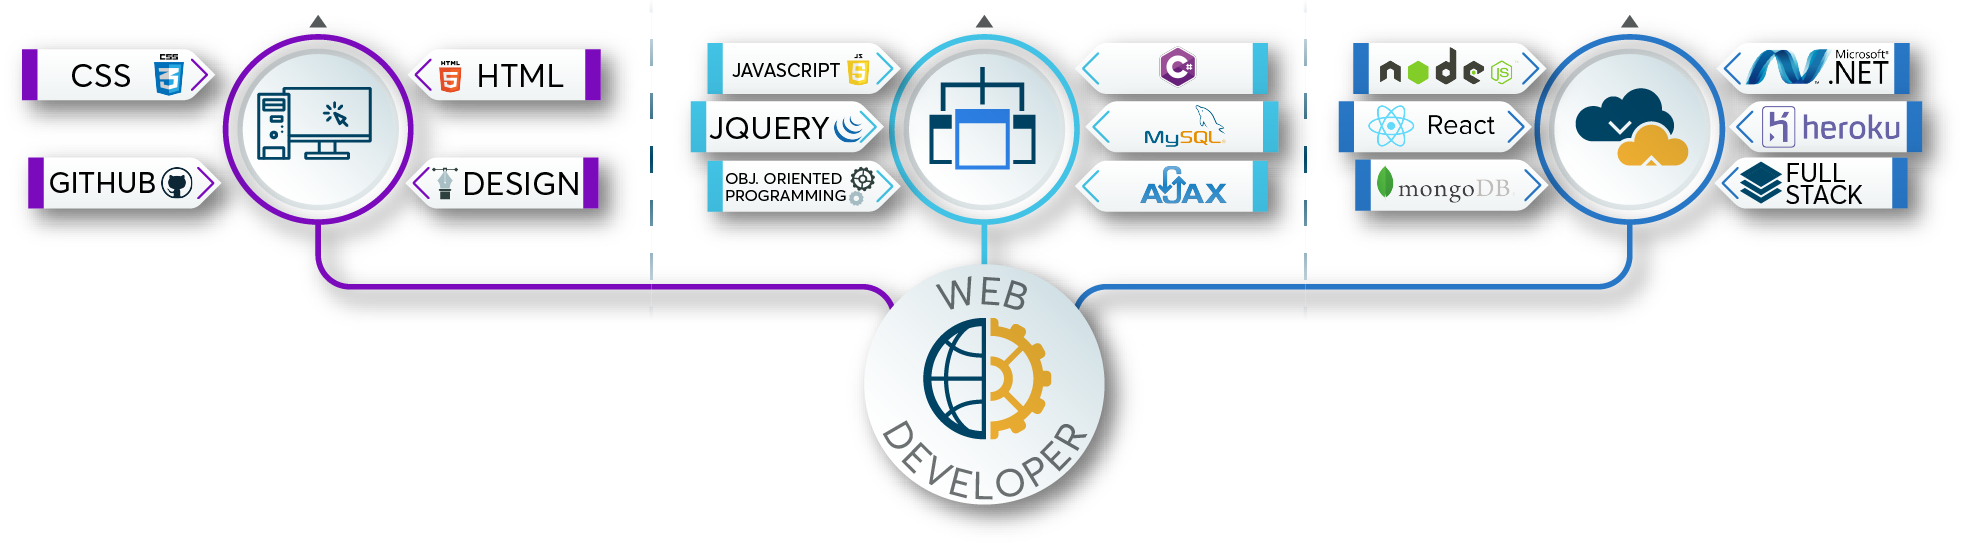 CSS
CSS
3
HTML
5
HTML
GITHUB
DESIGN
JAVASCRIPT
JS
5
C#
JQUERY
MySQL
OBJ. ORIENTED
PROGRAMMING
AJAX
node
JS
Microsoft®
.NET
React
heroku
mongoDB
FULL
STACK
WEB
DEVELOPER